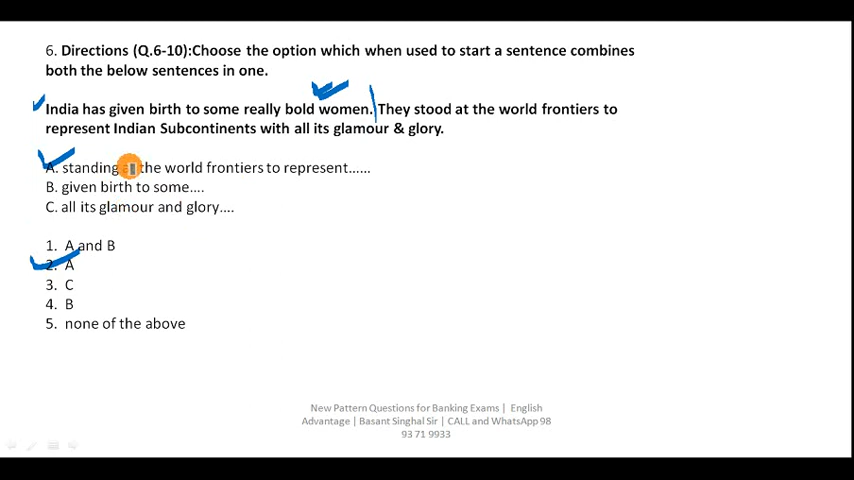 6. Directions (Q.6-10):Choose the option which when used to start a sentence combines
both the below sentences in one.
India has given birth to some really bold women. They stood at the world frontiers to
represent Indian Subcontinents with all its glamour & glory.
A. standing at the world frontiers to represent......
B. given birth to some....
C. all its glamour and glory....
1. A and B
2. A
3. C
4. B
5. none of the above
New Pattern Questions for Banking Exams | English
Advantage | Basant Singhal Sir | CALL and WhatsApp 98
93 71 9933